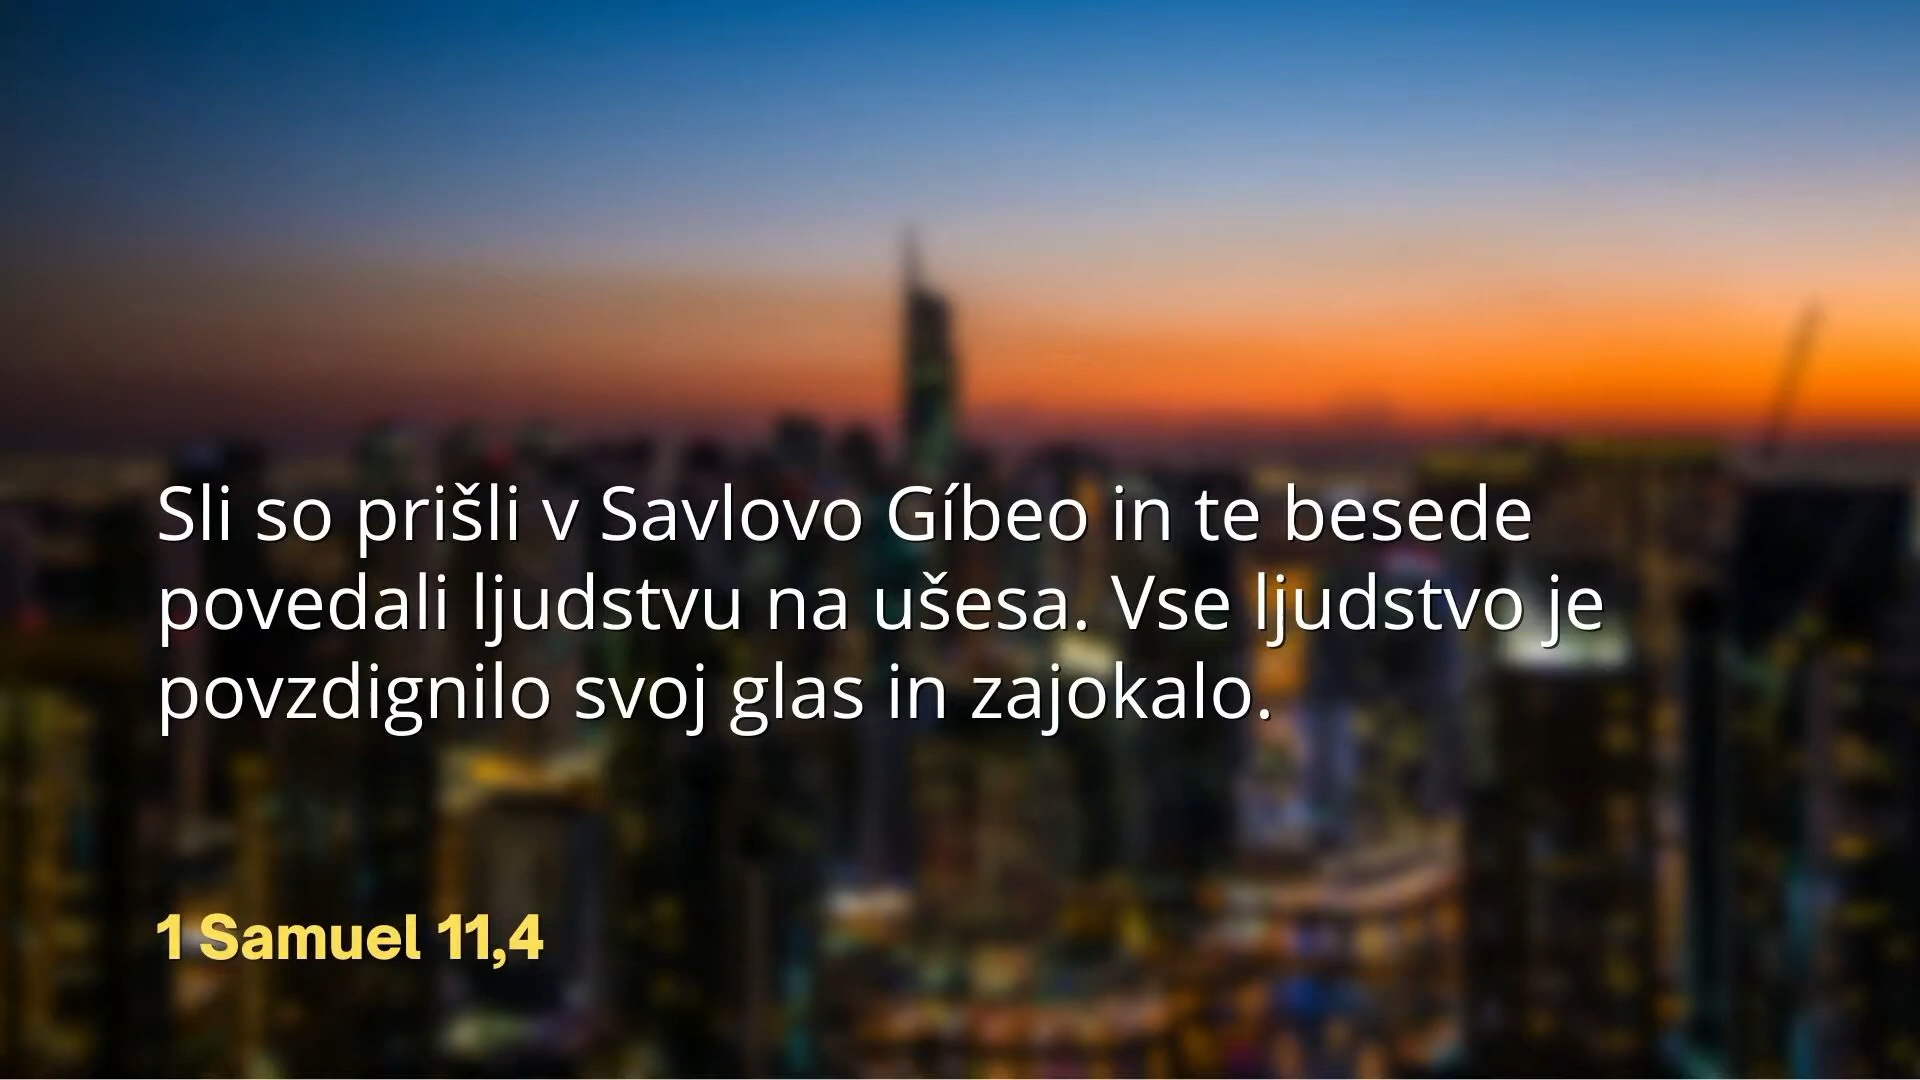 Sli so prišli v Savlovo Gíbeo in te besede
povedali ljudstvu na ušesa. Vse ljudstvo je
povzdignilo svoj glas in zajokalo.
1 Samuel 11,4